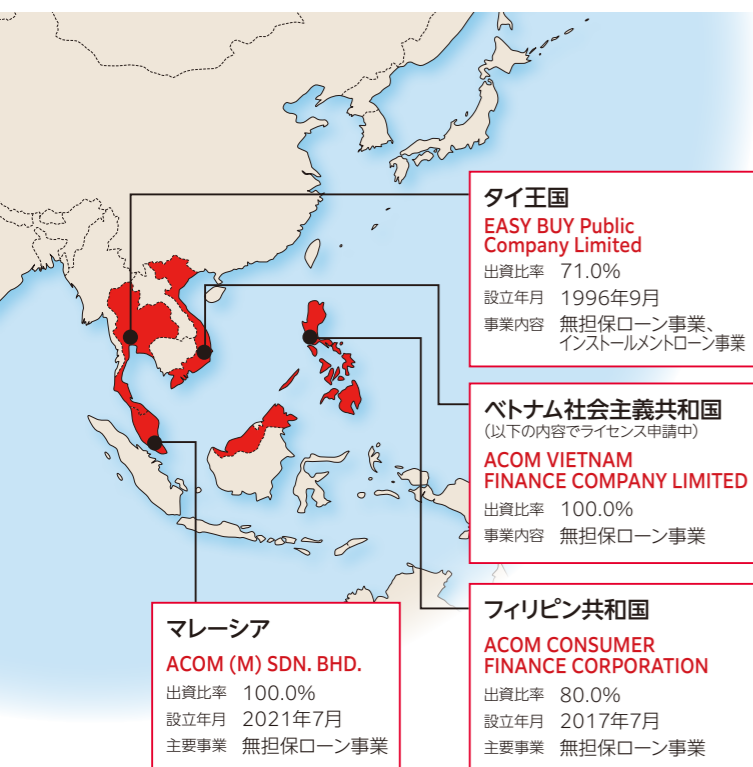 タイ王国
EASY BUY Public
Company Limited
出資比率 71.0%
設立年月 1996年9月
事業内容 無担保ローン事業、
インストールメントローン事業
ベトナム社会主義共和国
(以下の内容でライセンス申請中)
ACOM VIETNAM
FINANCE COMPANY LIMITED
出資比率 100.0%
事業内容 無担保ローン事業
フィリピン共和国
ACOM CONSUMER
FINANCE CORPORATION
出資比率 80.0%
設立年月 2017年7月
主要事業 無担保ローン事業
マレーシア
ACOM (M) SDN. BHD.
出資比率 100.0%
設立年月 2021年7月
主要事業 無担保ローン事業